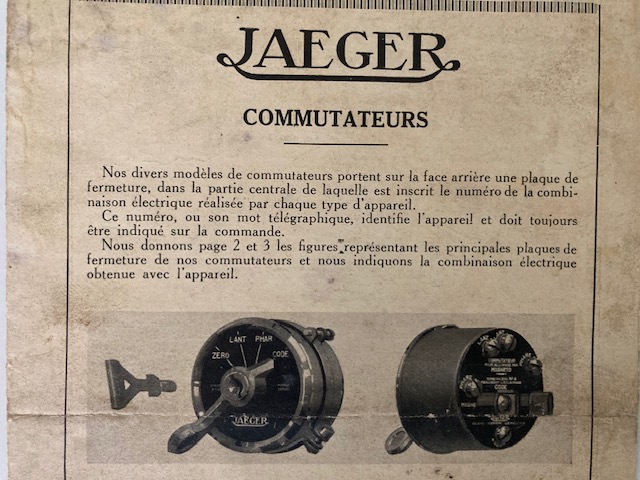 JAEGER
COMMUTATEURS
Nos divers modèles de commutateurs portent sur la face arrière une plaque de
fermeture, dans la partie centrale de laquelle est inscrit le numéro de la combi-
naison électrique réalisée par chaque type d'appareil.
Ce numéro, ou son mot télégraphique, identifie l'appareil et doit toujours
être indiqué sur la commande.
Nous donnons page 2 et 3 les figures représentant les principales plaques de
fermeture de nos commutateurs et nous indiquons la combinaison électrique
obtenue avec l'appareil.
ZERO LANT PHAR CODE
JAEGER
LANT
COMMUTATEUR
CODE
JAEGER